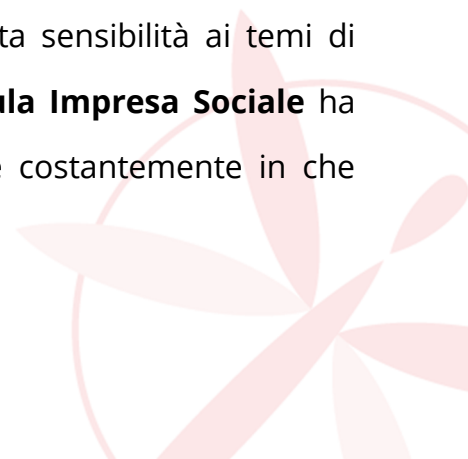 ta sensibilità ai temi di
ula Impresa Sociale ha
costantemente in che